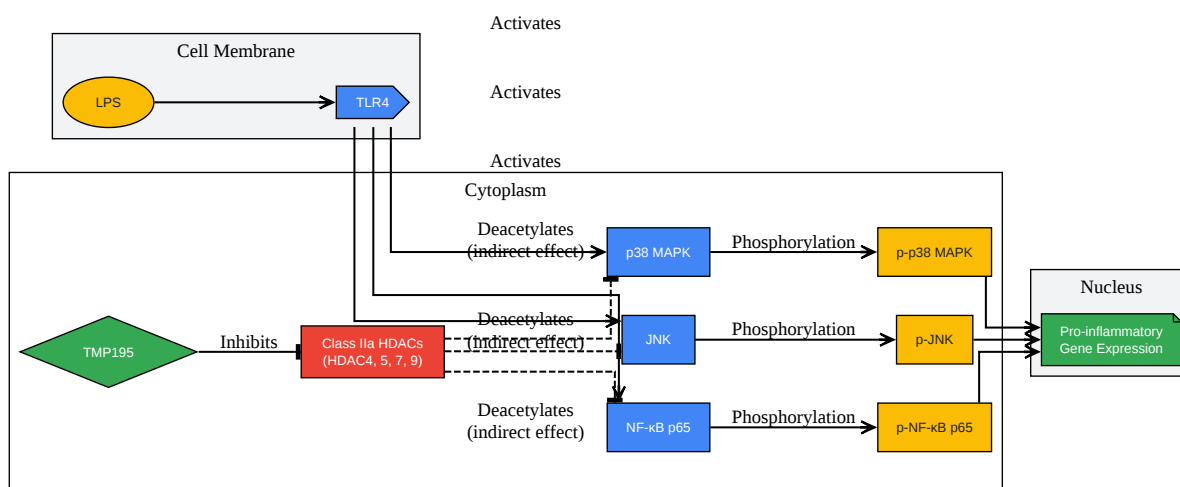 Activates
Cell Membrane
LPS
TLR4
Activates
Activates
Cytoplasm
Deacetylates
(indirect effect)
p38 MAPK
Phosphorylation
p-p38 MAPK
Nucleus
Pro-inflammatory
Gene Expression
TMP195
Inhibits
Class IIa HDACs
(HDAC4, 5, 7, 9)
Deacetylates
(indirect effect)
JNK
Phosphorylation
p-JNK
Deacetylates
(indirect effect)
NF-κB p65
Phosphorylation
p-NF-κB p65